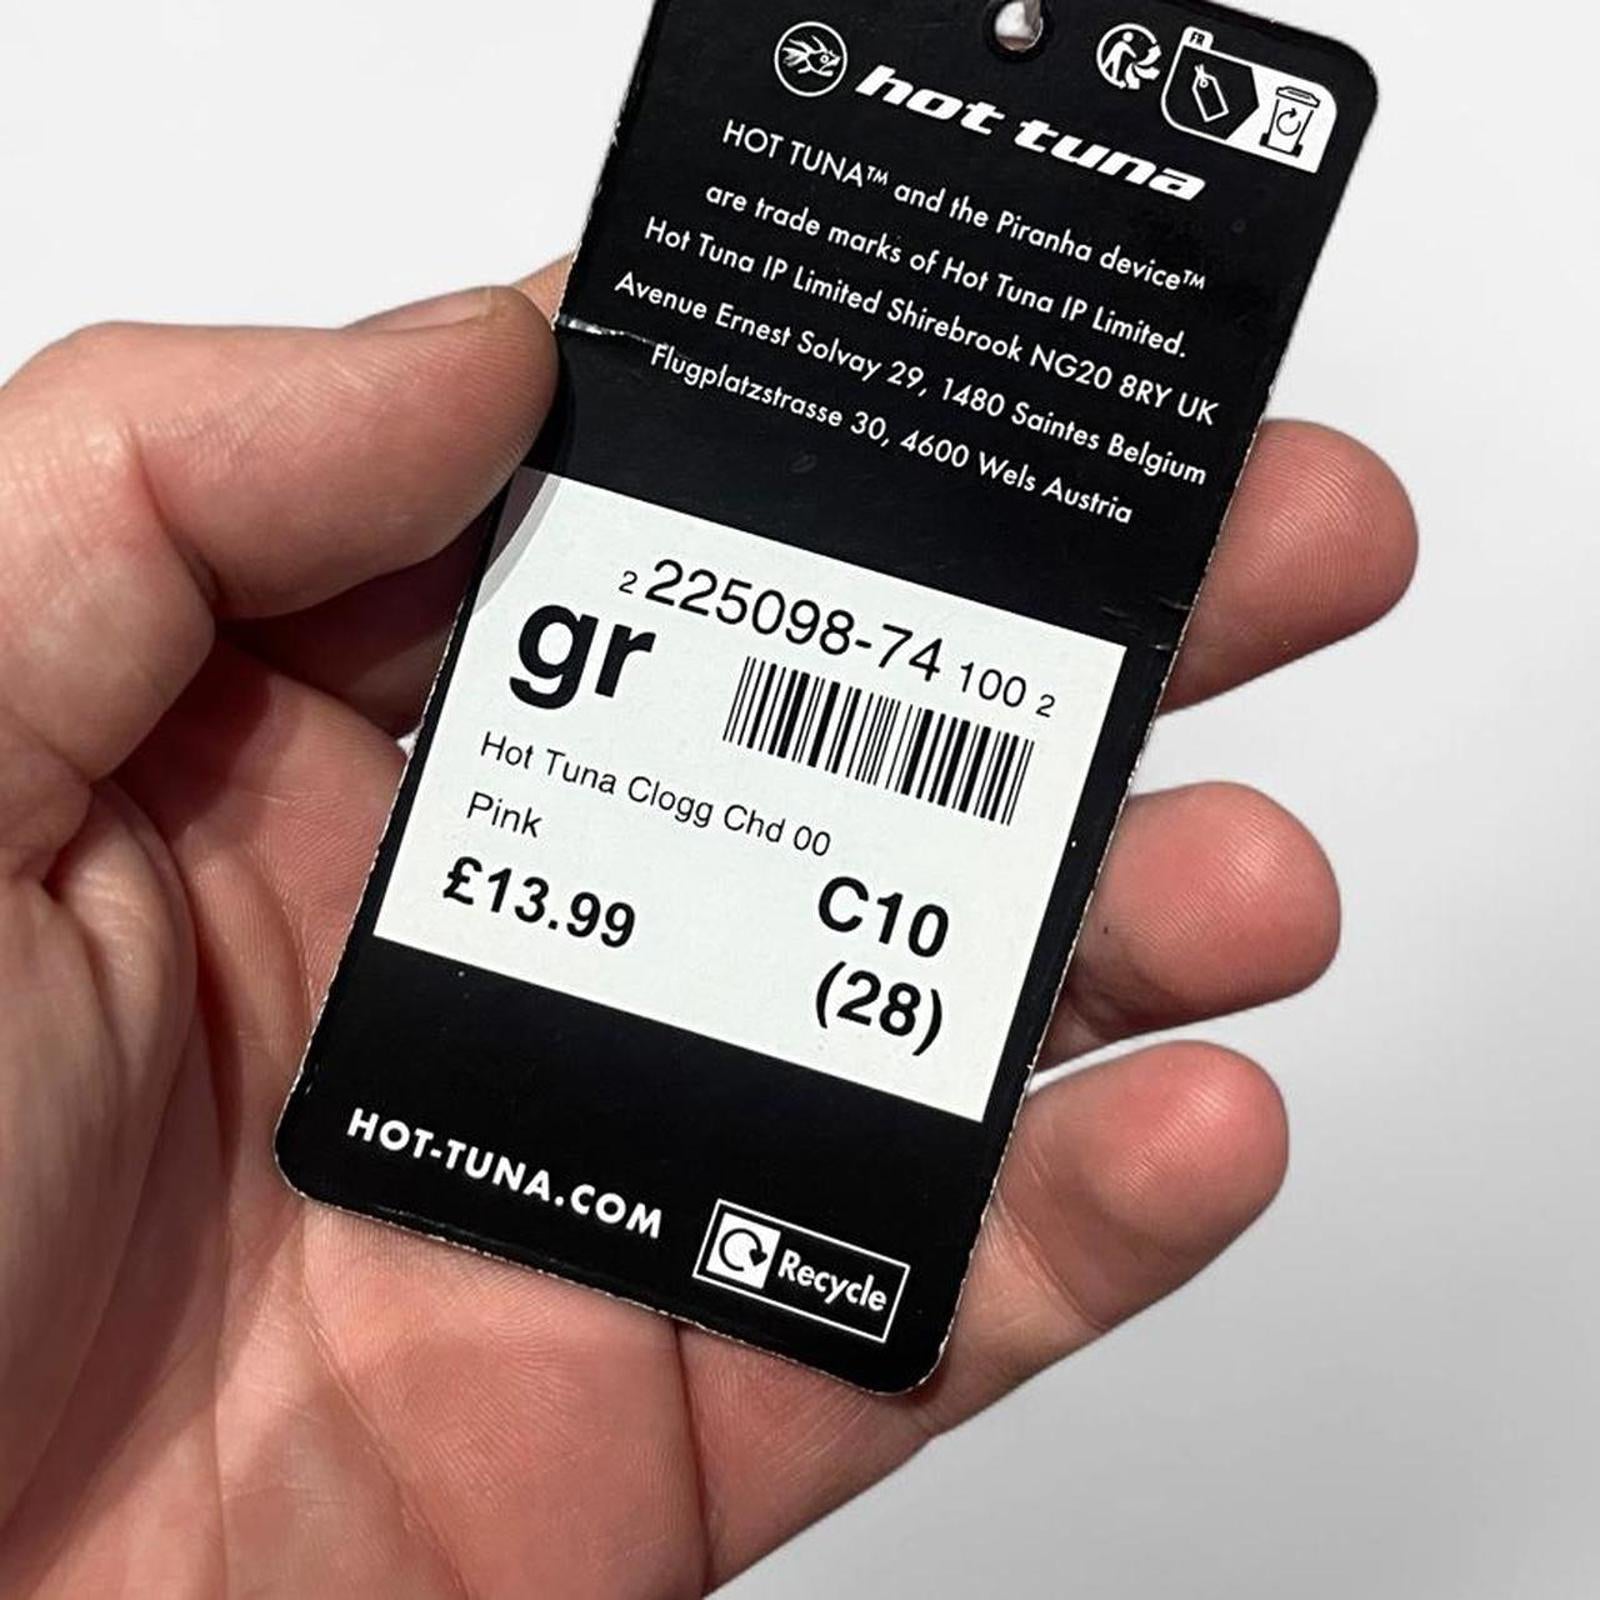 FR
hot tuna
HOT TUNA™ and the Piranha device™
are trade marks of Hot Tuna IP Limited.
Hot Tuna IP Limited Shirebrook NG20 8RY UK
Avenue Ernest Solvay 29, 1480 Saintes Belgium
Flugplatzstrasse 30, 4600 Wels Austria
2 225098-74 100 2
gr
Hot Tuna Clogg Chd 00
Pink
£13.99
C10
(28)
HOT-TUNA.COM
Recycle